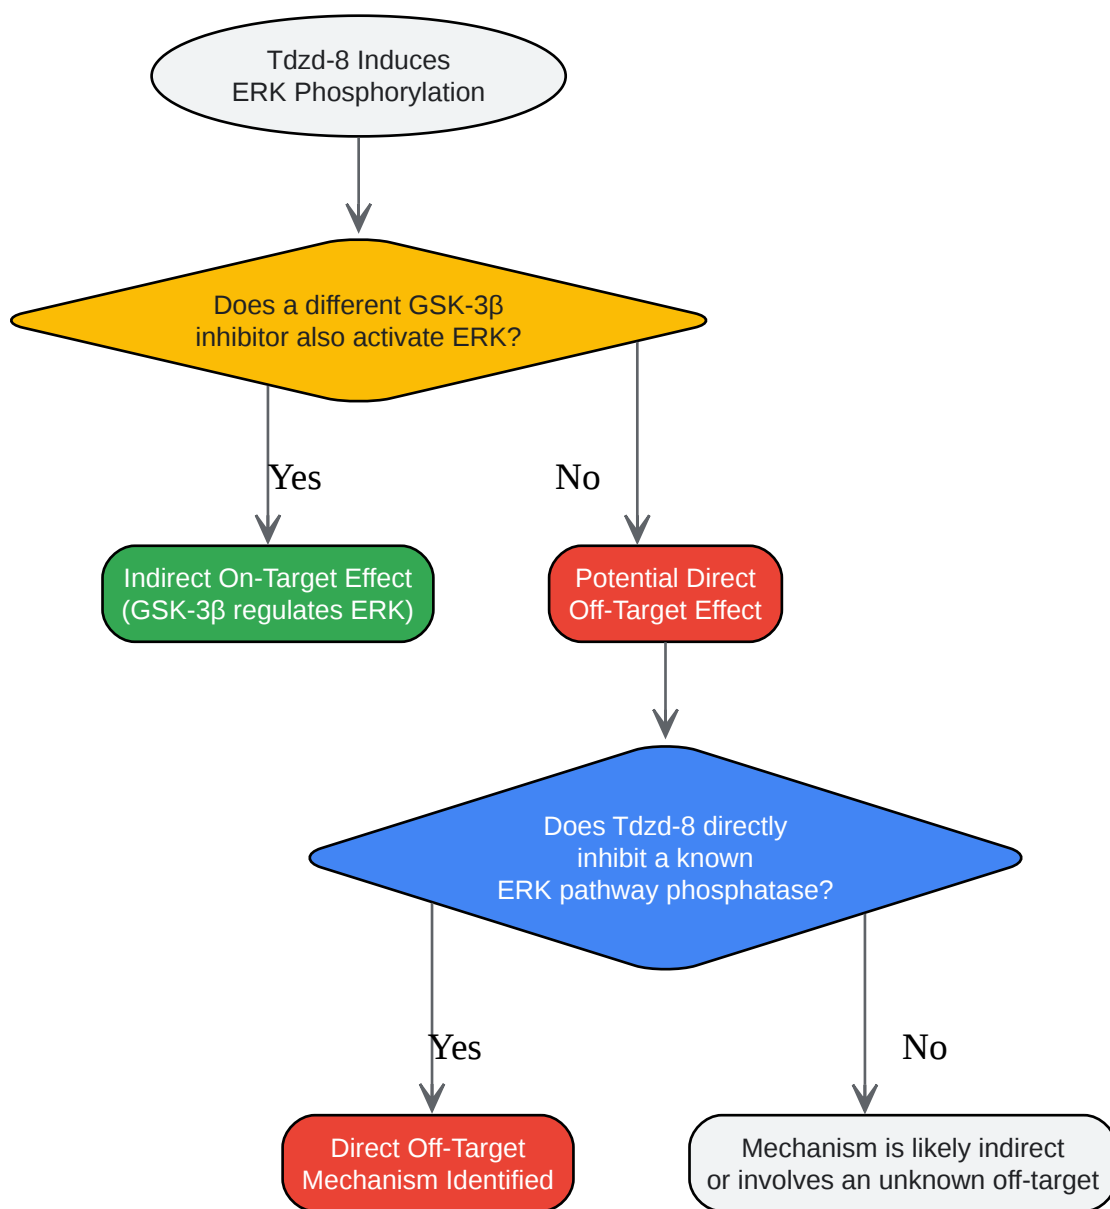 Tdzd-8 Induces
ERK Phosphorylation
Does a different GSK-3β
inhibitor also activate ERK?
Yes
No
Indirect On-Target Effect
(GSK-3β regulates ERK)
Potential Direct
Off-Target Effect
Does Tdzd-8 directly
inhibit a known
ERK pathway phosphatase?
Yes
No
Direct Off-Target
Mechanism Identified
Mechanism is likely indirect
or involves an unknown off-target